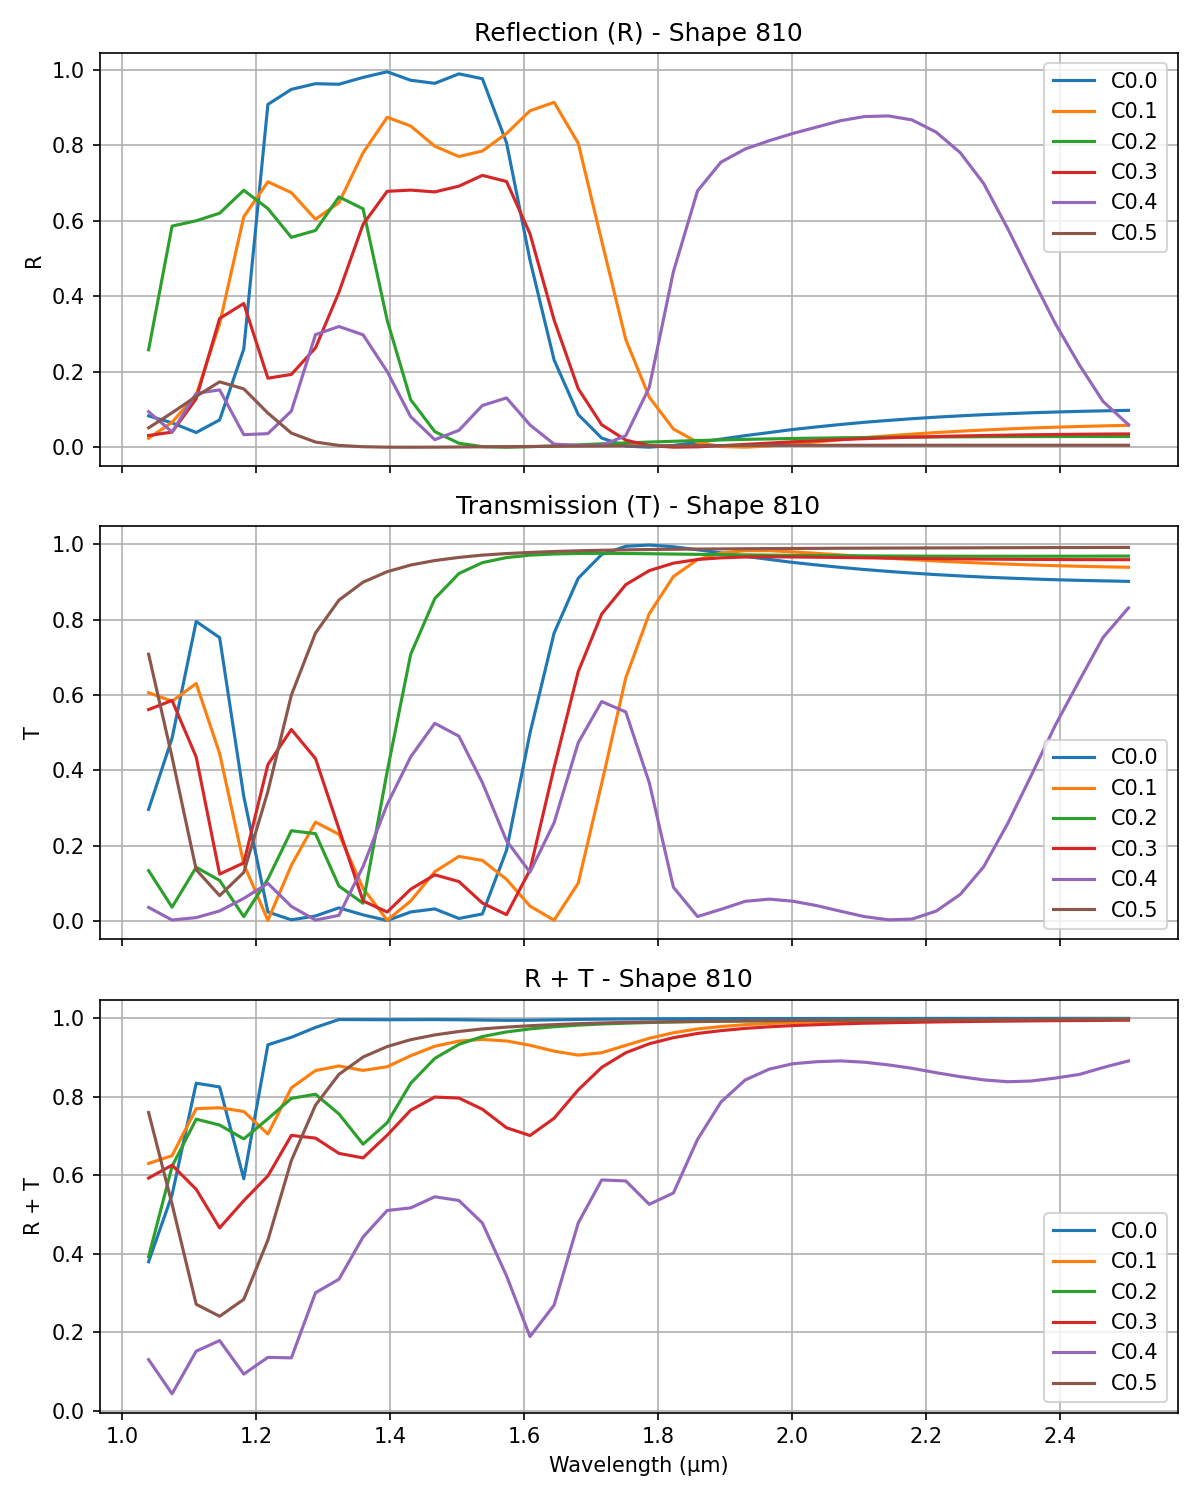 Reflection (R) - Shape 810
1.0
0.8
0.6
0.4
0.2
0.0
R
C0.0
C0.1
C0.2
C0.3
C0.4
C0.5
Transmission (T) - Shape 810
1.0
0.8
0.6
0.4
0.2
0.0
T
C0.0
C0.1
C0.2
C0.3
C0.4
C0.5
R + T - Shape 810
1.0
0.8
0.6
0.4
0.2
0.0
R + T
C0.0
C0.1
C0.2
C0.3
C0.4
C0.5
1.0 1.2 1.4 1.6 1.8 2.0 2.2 2.4
Wavelength (µm)